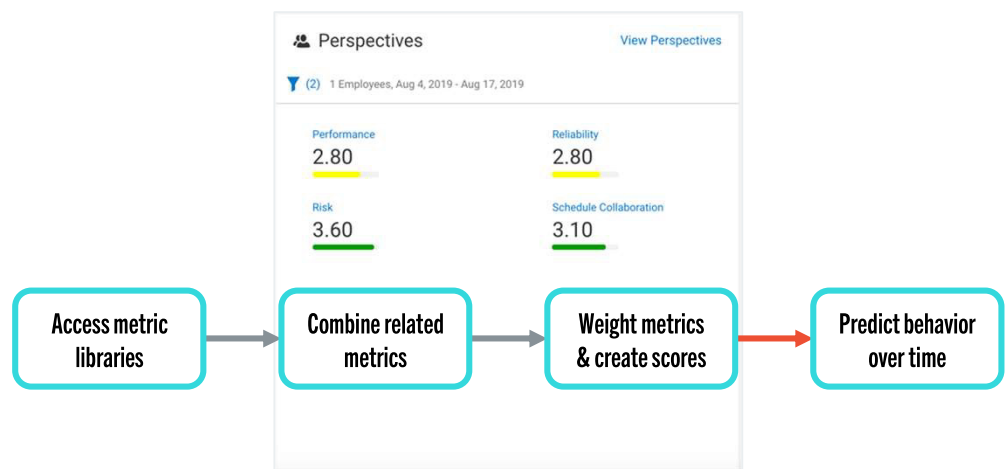 Perspectives
View Perspectives
(2) 1 Employees, Aug 4, 2019 - Aug 17, 2019
Performance
2.80
Reliability
2.80
Risk
3.60
Schedule Collaboration
3.10
Access metric
libraries
Combine related
metrics
Weight metrics
& create scores
Predict behavior
over time